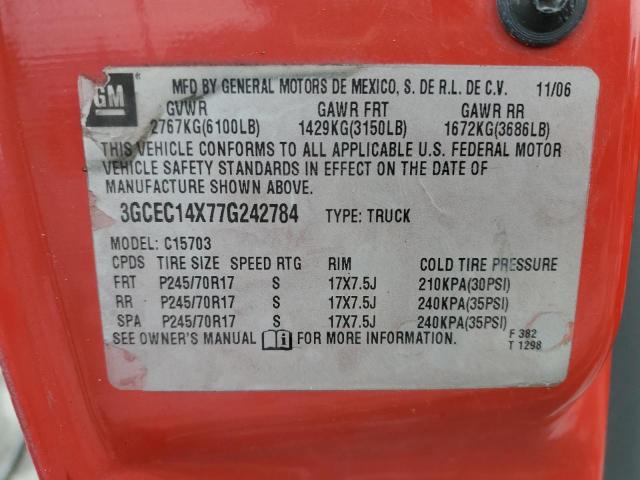 GM
MFD BY GENERAL MOTORS DE MEXICO, S. DE R.L. DE C.V. 11/06
GVWR GAWR FRT GAWR RR
2767KG(6100LB) 1429KG(3150LB) 1672KG(3686LB)
THIS VEHICLE CONFORMS TO ALL APPLICABLE U.S. FEDERAL MOTOR
VEHICLE SAFETY STANDARDS IN EFFECT ON THE DATE OF
MANUFACTURE SHOWN ABOVE.
3GCEC14X77G242784 TYPE: TRUCK
MODEL: C15703
CPDS TIRE SIZE SPEED RTG RIM COLD TIRE PRESSURE
FRT P245/70R17 S 17X7.5J 210KPA(30PSI)
RR P245/70R17 S 17X7.5J 240KPA(35PSI)
SPA P245/70R17 S 17X7.5J 240KPA(35PSI)
SEE OWNER'S MANUAL i FOR MORE INFORMATION.
F 382
T 1298